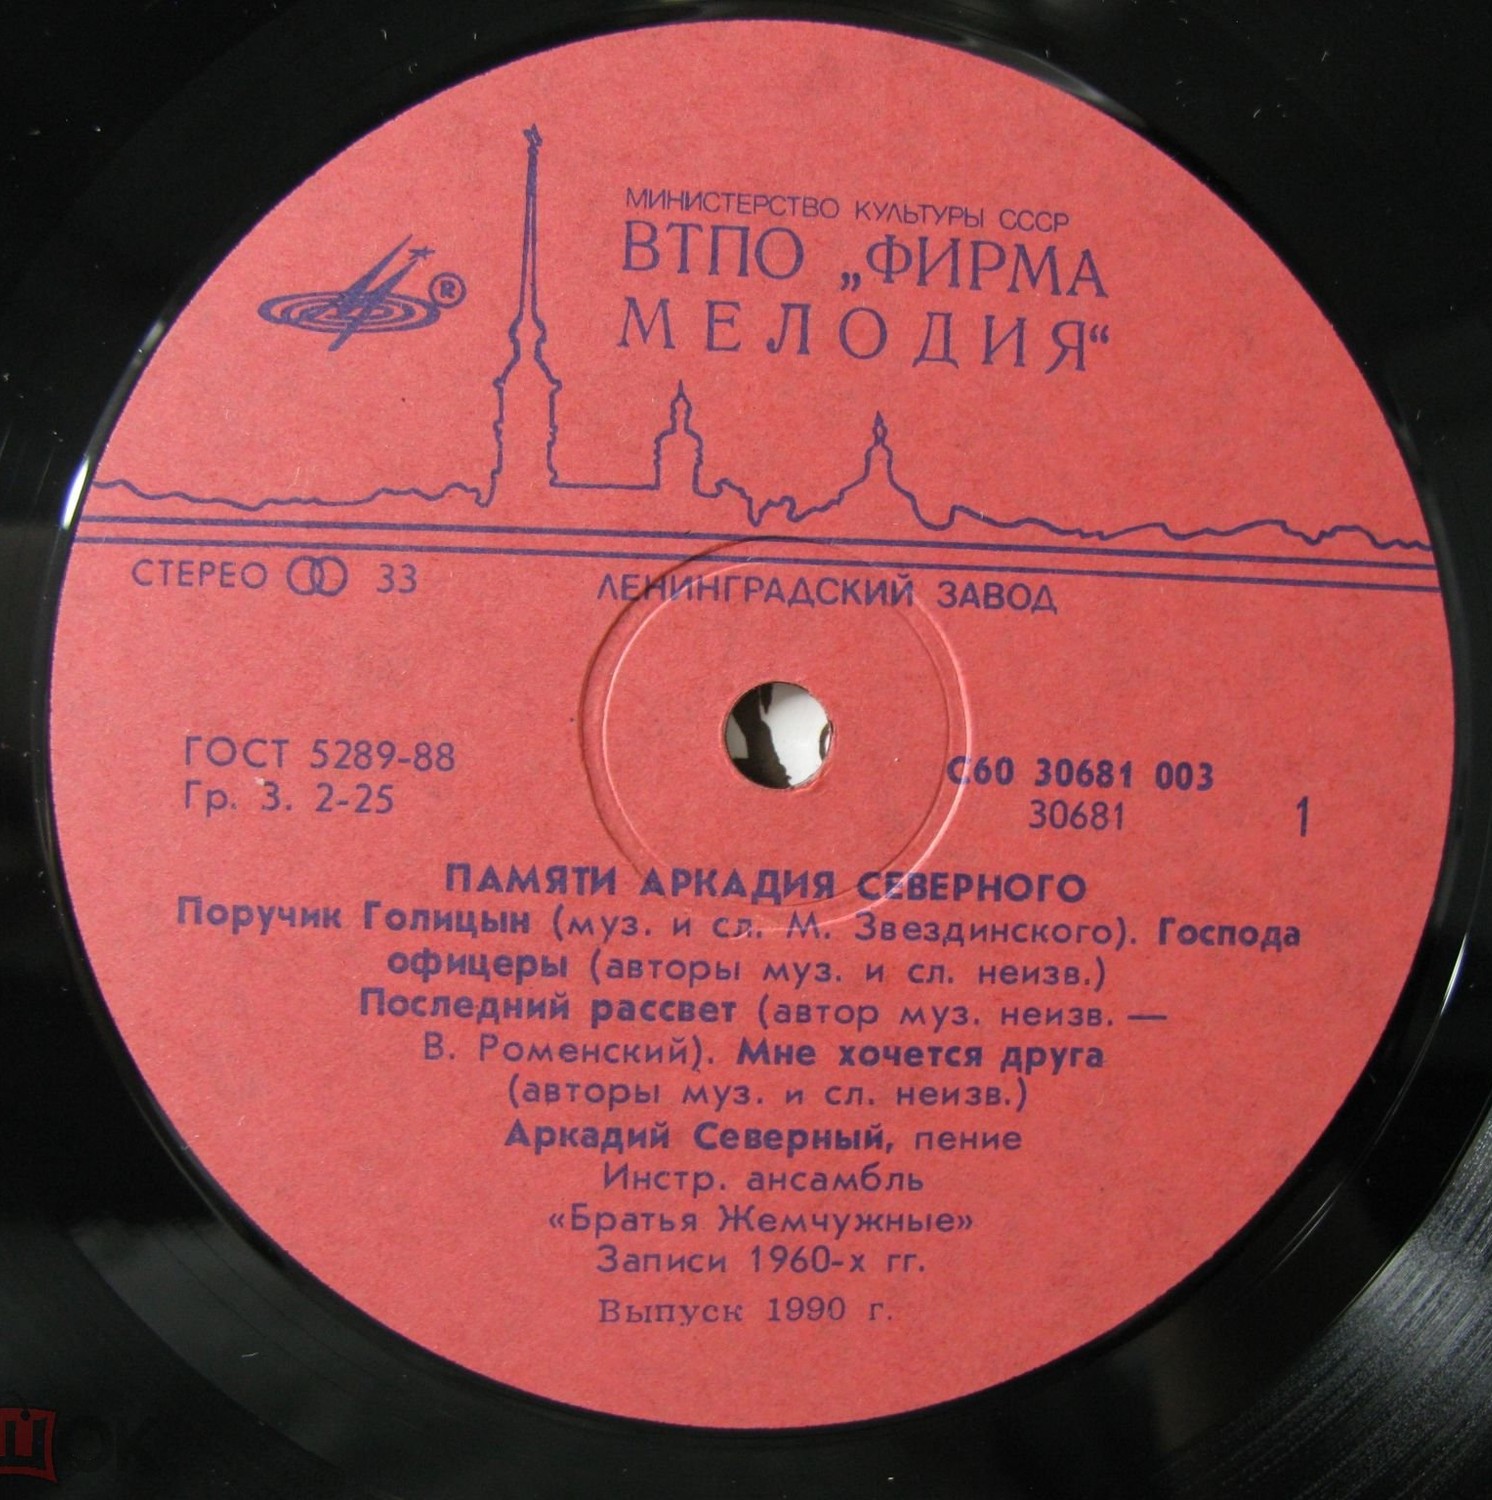 МИНИСТЕРСТВО КУЛЬТУРЫ СССР
ВТПО „ФИРМА
МЕЛОДИЯ“
®
СТЕРЕО 33
ЛЕНИНГРАДСКИЙ ЗАВОД
ГОСТ 5289-88
Гр. 3. 2-25
С60 30681 003
30681
1
ПАМЯТИ АРКАДИЯ СЕВЕРНОГО
Поручик Голицын (муз. и сл. М. Звездинского). Господа
офицеры (авторы муз. и сл. неизв.)
Последний рассвет (автор муз. неизв. —
В. Роменский). Мне хочется друга
(авторы муз. и сл. неизв.)
Аркадий Северный, пение
Инстр. ансамбль
«Братья Жемчужные»
Записи 1960-х гг.
Выпуск 1990 г.